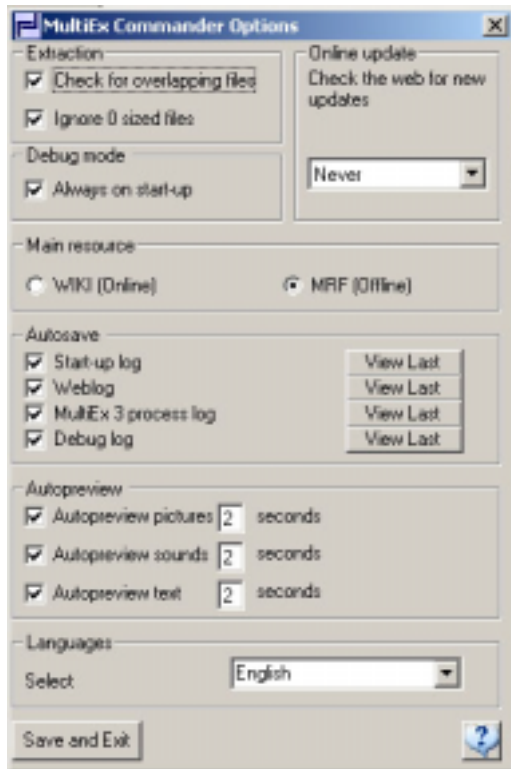 MultiEx Commander Options
Extraction
Check for overlapping files
Ignore 0 sized files
Online update
Check the web for new
updates
Never
Debug mode
Always on start-up
Main resource
WIKI (Online)
MRF (Offline)
Autosave
Start-up log View Last
Weblog View Last
MultiEx 3 process log View Last
Debug log View Last
Autopreview
Autopreview pictures 2 seconds
Autopreview sounds 2 seconds
Autopreview text 2 seconds
Languages
Select English
Save and Exit
?